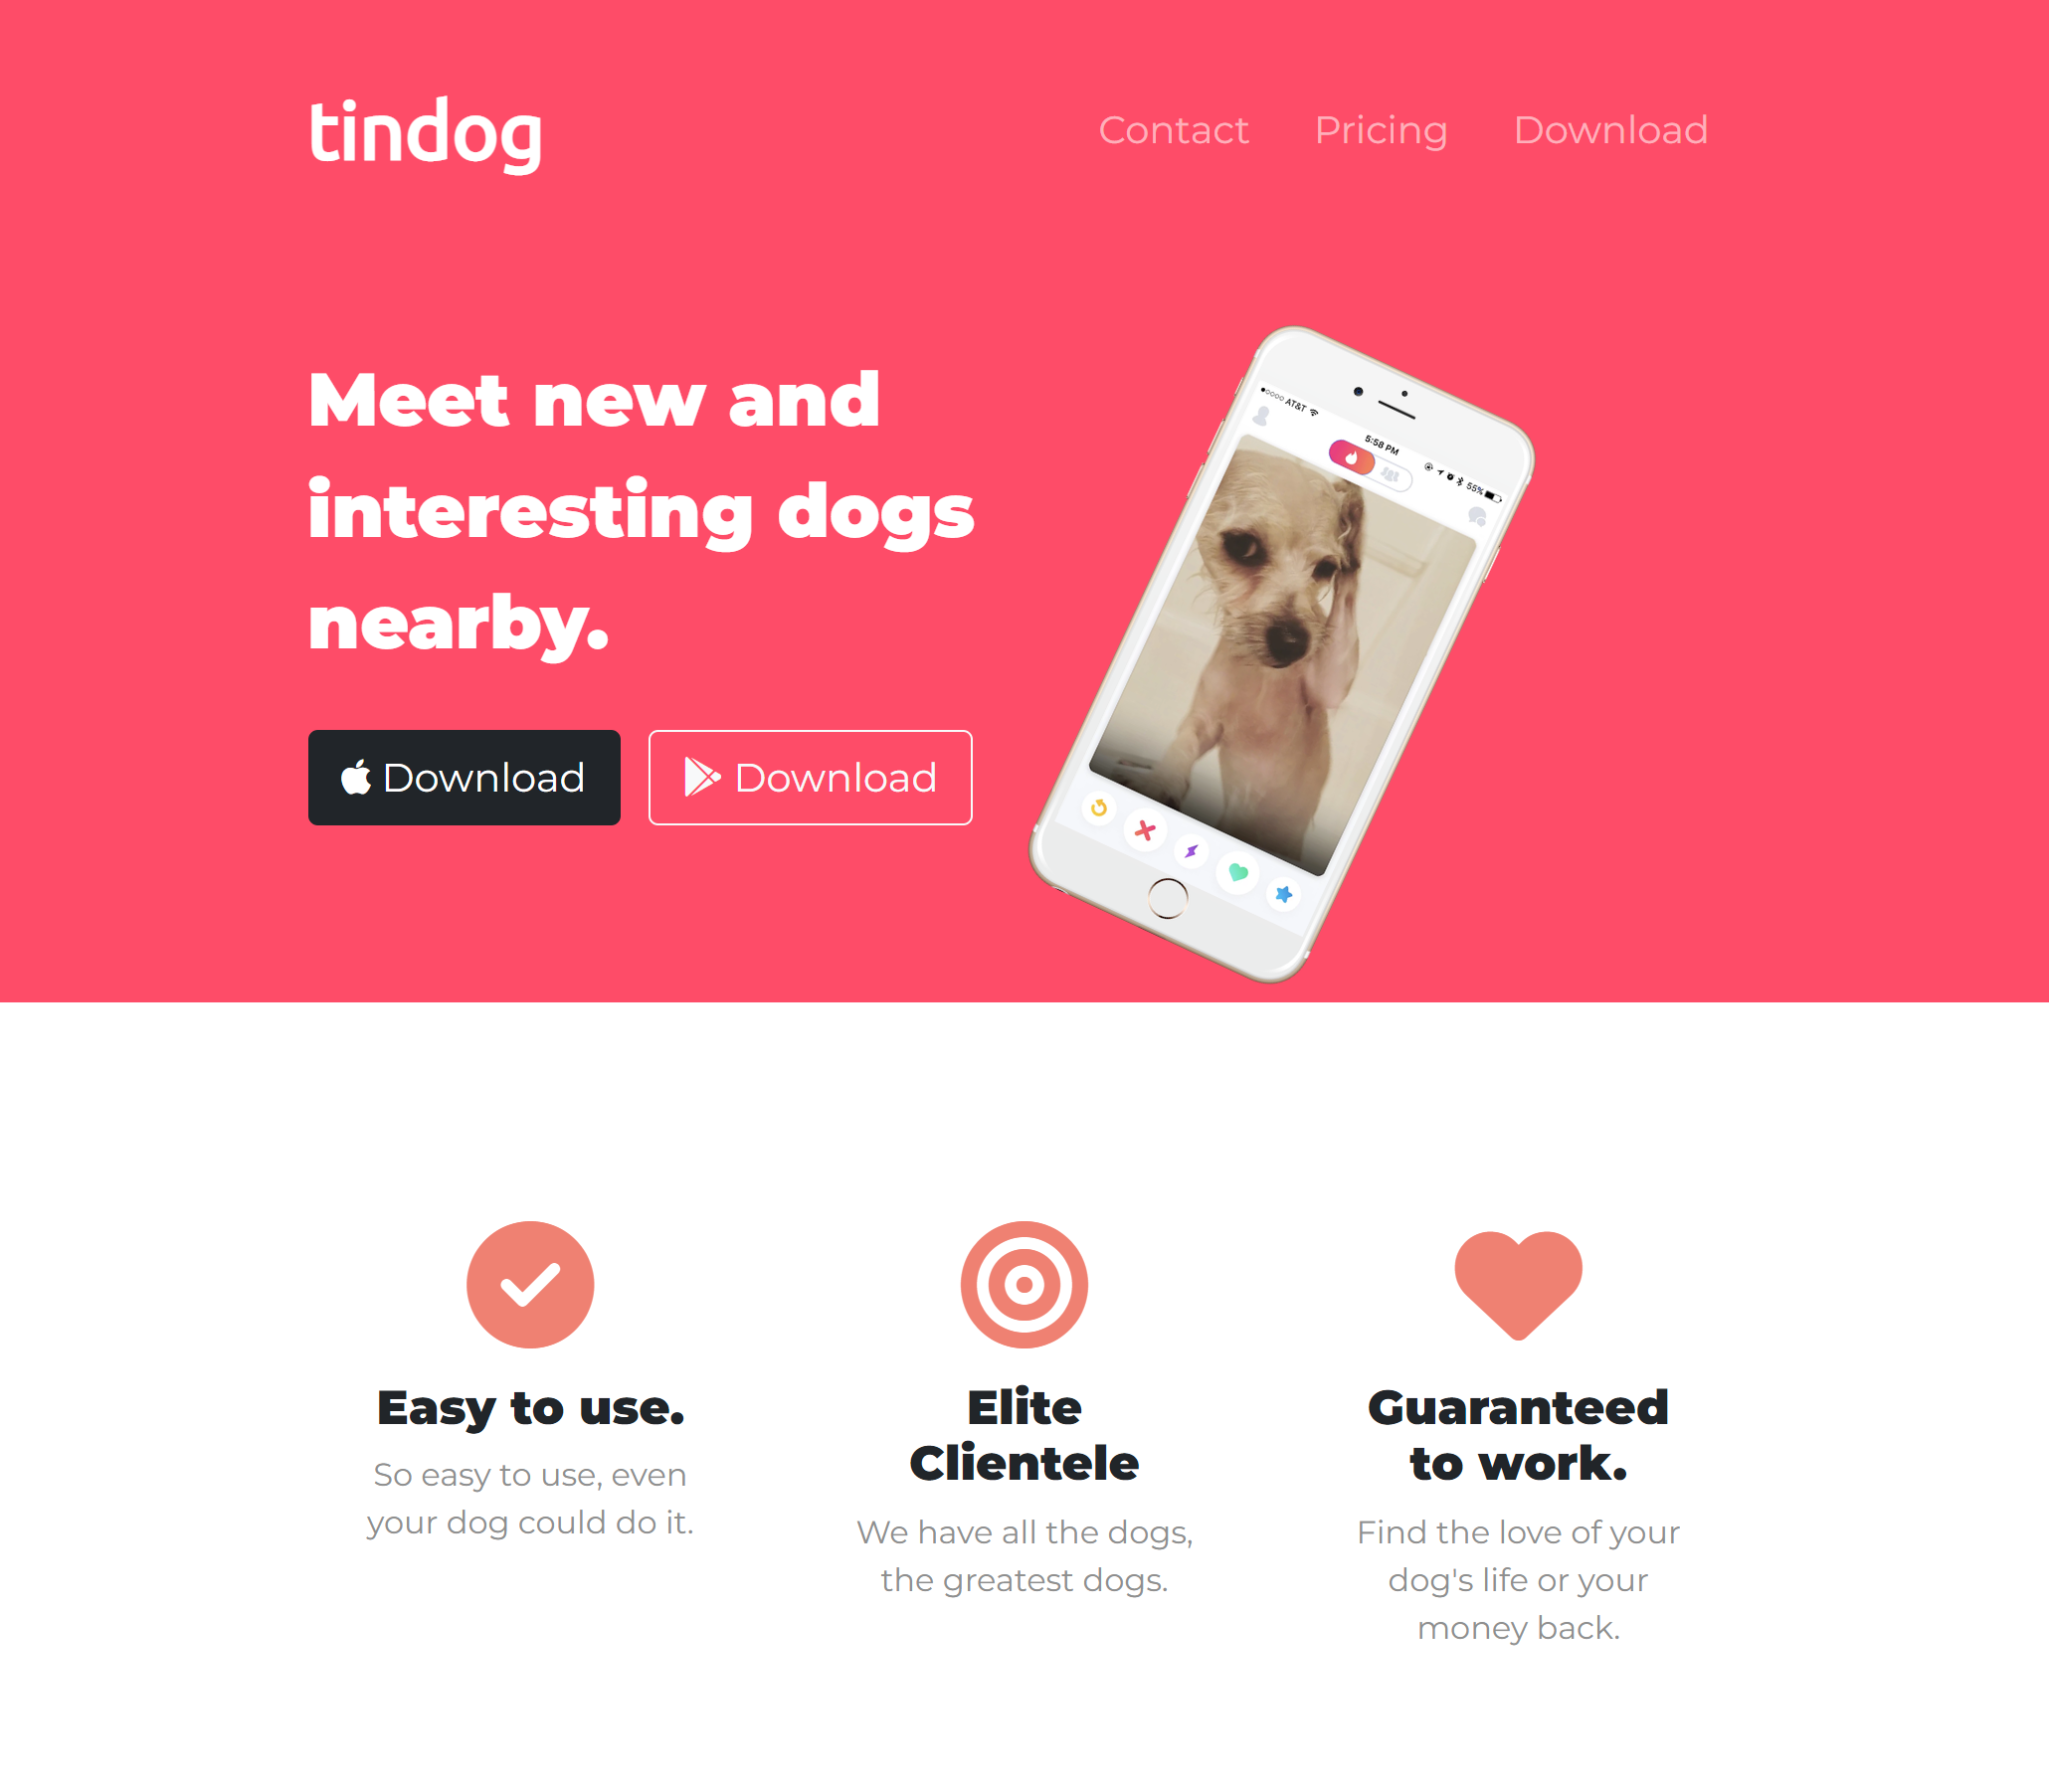 tindog
Contact Pricing Download
Meet new and
interesting dogs
nearby.
Download Download
AT&T
5:58 PM
55%
Easy to use.
So easy to use, even
your dog could do it.
Elite
Clientele
We have all the dogs,
the greatest dogs.
Guaranteed
to work.
Find the love of your
dog's life or your
money back.